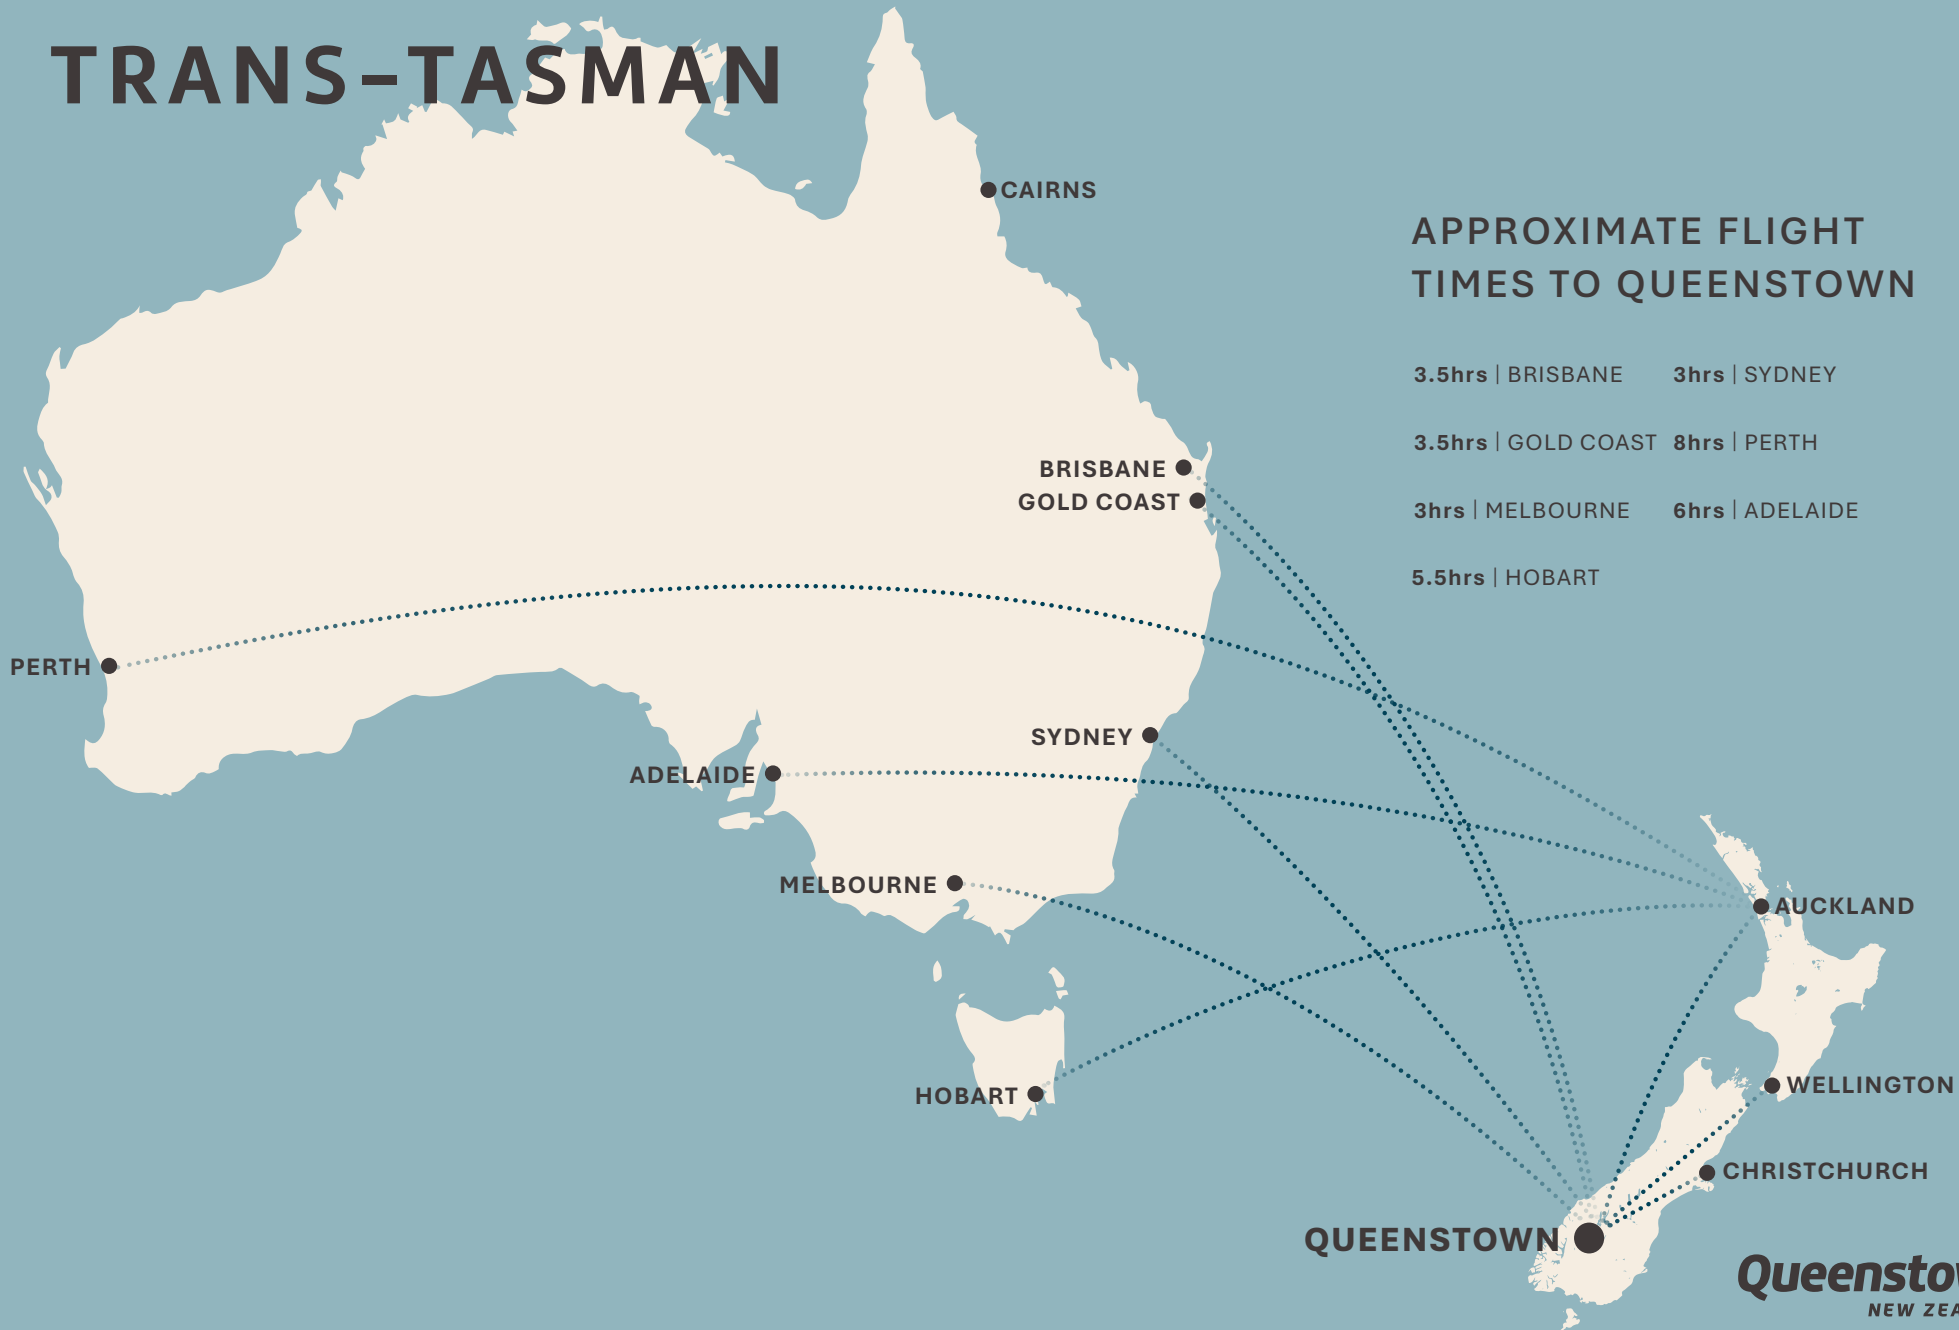 TRANS-TASMAN
CAIRNS
APPROXIMATE FLIGHT
TIMES TO QUEENSTOWN
3.5hrs | BRISBANE
3hrs | SYDNEY
3.5hrs | GOLD COAST
8hrs | PERTH
3hrs | MELBOURNE
6hrs | ADELAIDE
5.5hrs | HOBART
BRISBANE
GOLD COAST
PERTH
SYDNEY
ADELAIDE
MELBOURNE
AUCKLAND
HOBART
WELLINGTON
CHRISTCHURCH
QUEENSTOWN
NEW